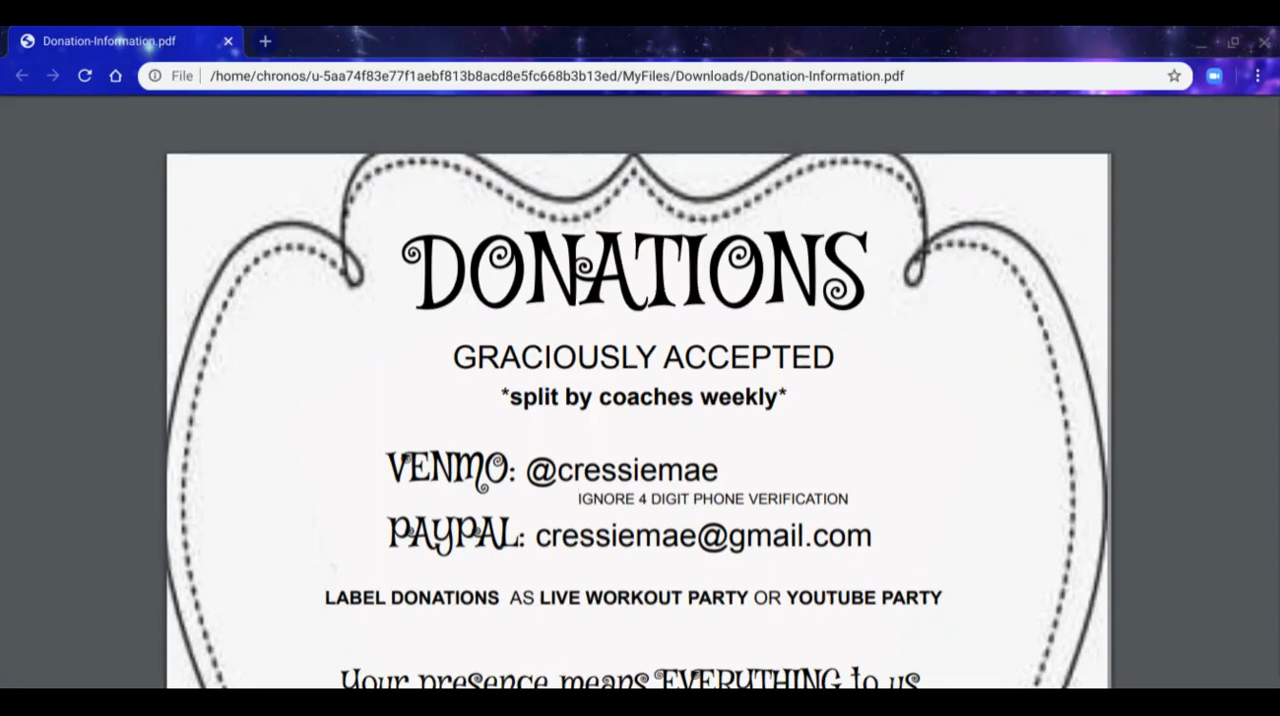 Donation-Information.pdf
File /home/chronos/u-5aa74f83e77f1aebf813b8acd8e5fc668b3b13ed/MyFiles/Downloads/Donation-Information.pdf
DONATIONS
GRACIOUSLY ACCEPTED
*split by coaches weekly*
VENMO: @cressiemae
IGNORE 4 DIGIT PHONE VERIFICATION
PAYPAL: cressiemae@gmail.com
LABEL DONATIONS AS LIVE WORKOUT PARTY OR YOUTUBE PARTY
Your presence means EVERYTHING to us